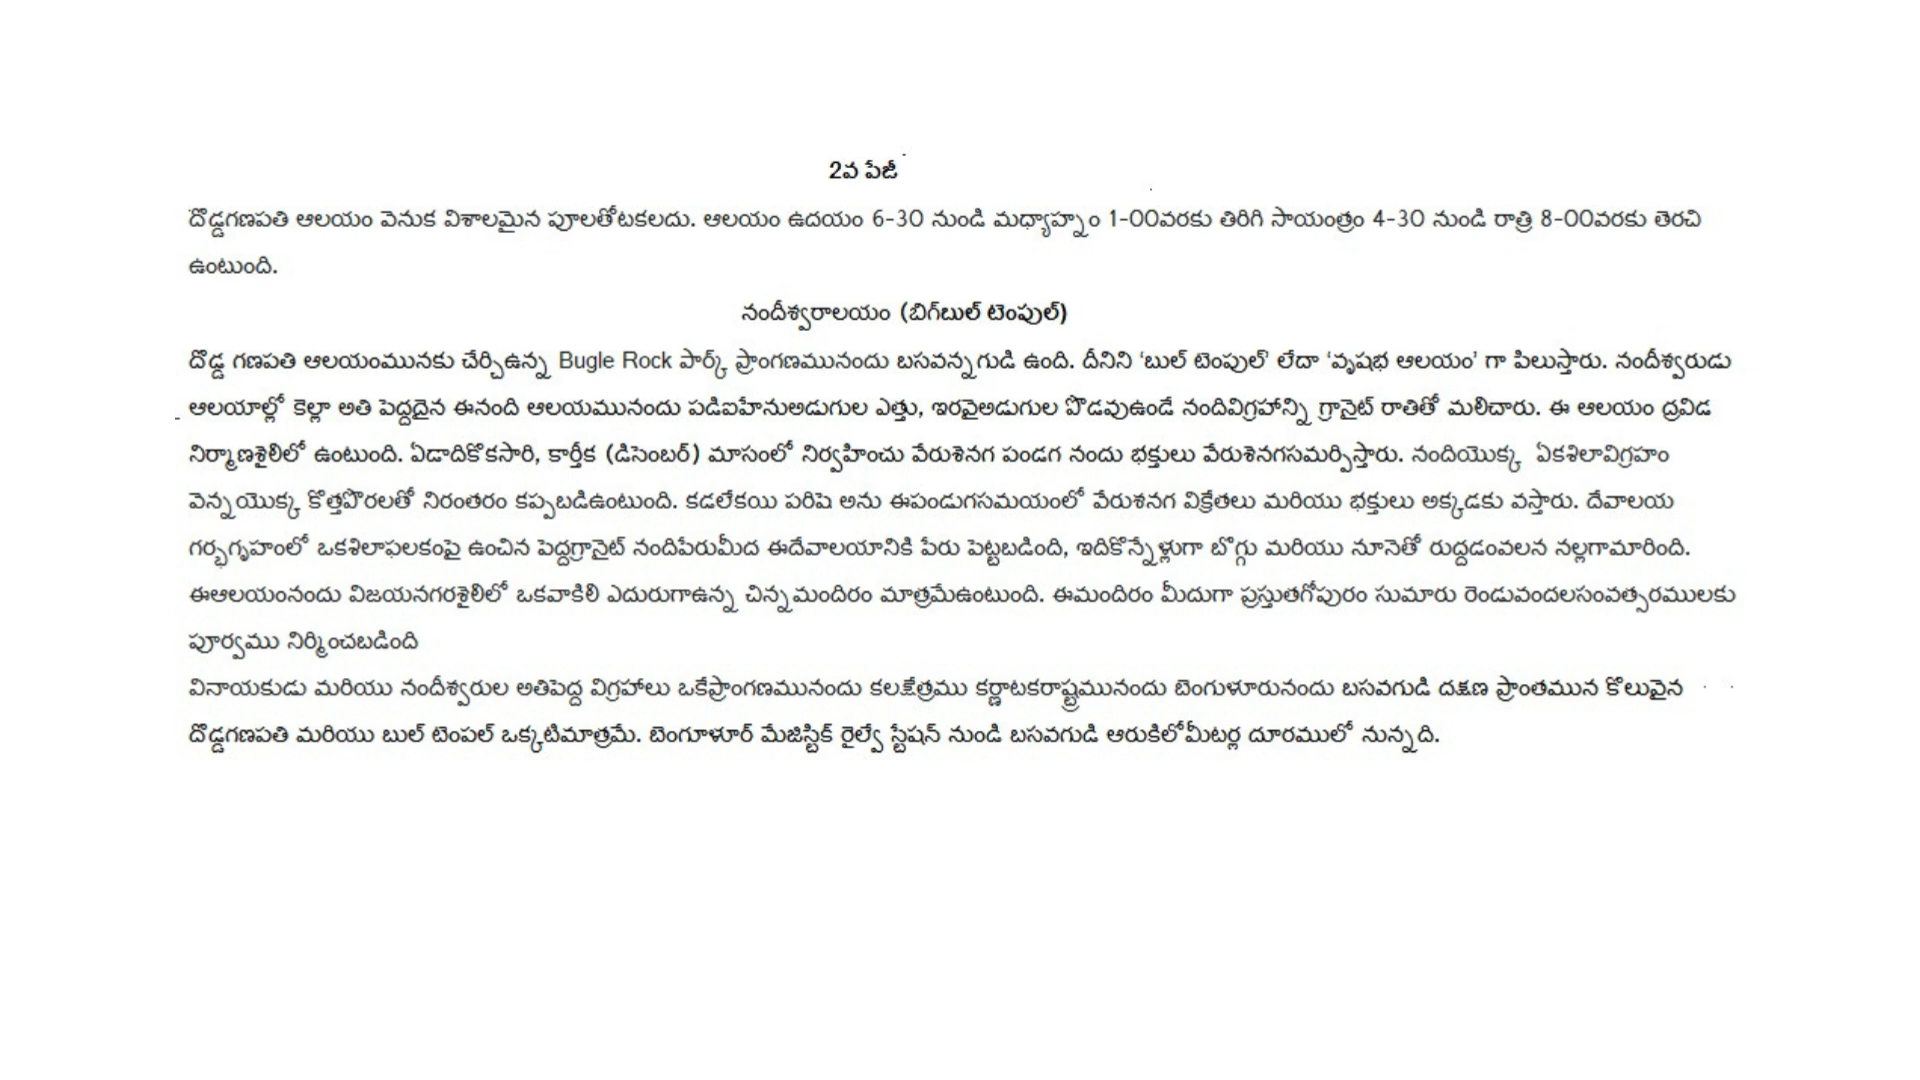 2వ పేజీ
దొడ్డగణపతి ఆలయం వెనుక విశాలమైన పూలతోటకలదు. ఆలయం ఉదయం 6-30 నుండి మధ్యాహ్నం 1-00వరకు తిరిగి సాయంత్రం 4-30 నుండి రాత్రి 8-00వరకు తెరచి
ఉంటుంది.
నందీశ్వరాలయం (బిగ్‌బుల్ టెంపుల్)
దొడ్డ గణపతి ఆలయంమునకు చేర్చిఉన్న Bugle Rock పార్క్ ప్రాంగణమునందు బసవన్నగుడి ఉంది. దీనిని ‘బుల్ టెంపుల్’ లేదా ‘వృషభ ఆలయం’ గా పిలుస్తారు. నందీశ్వరుడు
ఆలయాల్లో కెల్లా అతి పెద్దదైన ఈనంది ఆలయమునందు పడిఐహేనుఅడుగుల ఎత్తు, ఇరవైఅడుగుల పొడవుఉండే నందివిగ్రహాన్ని గ్రానైట్ రాతితో మలిచారు. ఈ ఆలయం ద్రవిడ
నిర్మాణశైలిలో ఉంటుంది. ఏడాదికొకసారి, కార్తీక (డిసెంబర్) మాసంలో నిర్వహించు వేరుశెనగ పండగ నందు భక్తులు వేరుశెనగసమర్పిస్తారు. నందియొక్క ఏకశిలావిగ్రహం
వెన్నయొక్క కొత్తపొరలతో నిరంతరం కప్పబడిఉంటుంది. కడలేకయి పరిషె అను ఈపండుగసమయంలో వేరుశనగ విక్రేతలు మరియు భక్తులు అక్కడకు వస్తారు. దేవాలయ
గర్భగృహంలో ఒకశిలాఫలకంపై ఉంచిన పెద్దగ్రానైట్ నందిపేరుమీద ఈదేవాలయానికి పేరు పెట్టబడింది, ఇదికొన్నేళ్లుగా బొగ్గు మరియు నూనెతో రుద్దడంవలన నల్లగామారింది.
ఈఆలయంనందు విజయనగరశైలిలో ఒకవాకిలి ఎదురుగాఉన్న చిన్నమందిరం మాత్రమేఉంటుంది. ఈమందిరం మీదుగా ప్రస్తుతగోపురం సుమారు రెండువందలసంవత్సరములకు
పూర్వము నిర్మించబడింది
వినాయకుడు మరియు నందీశ్వరుల అతిపెద్ద విగ్రహాలు ఒకేప్రాంగణమునందు కలక్షేత్రము కర్ణాటకరాష్ట్రమునందు బెంగుళూరునందు బసవగుడి దక్షణ ప్రాంతమున కోలువైన
దొడ్డగణపతి మరియు బుల్ టెంపల్ ఒక్కటిమాత్రమే. బెంగూళూర్ మేజిస్టిక్ రైల్వే స్టేషన్ నుండి బసవగుడి ఆరుకిలోమీటర్ల దూరములో నున్నది.